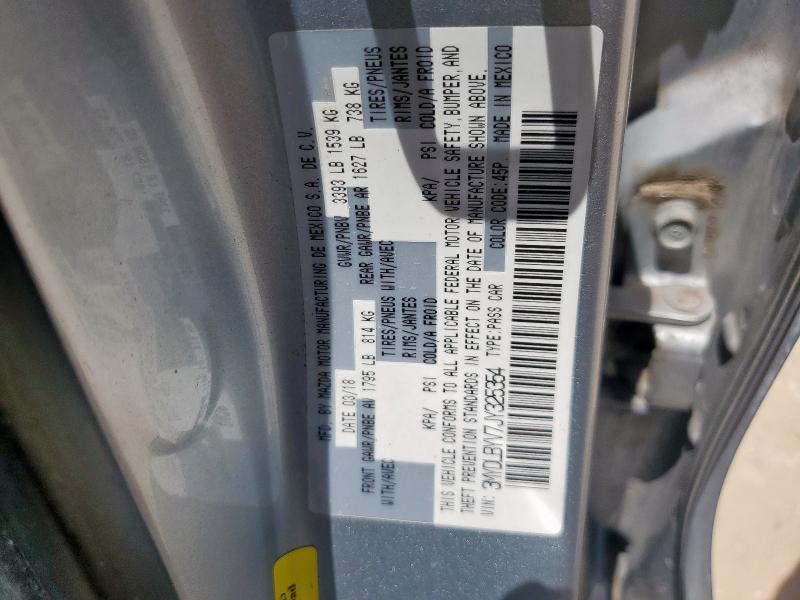 MFD. BY MAZDA MOTOR MANUFACTURING DE MEXICO S.A. DE C.V.
DATE 03/18 GVWR/PNBV 3393 LB 1539 KG
FRONT GAWR/PNBE AV 1795 LB 814 KG REAR GAWR/PNBE AR 1627 LB 738 KG
WITH/AVEC TIRES/PNEUS WITH/AVEC TIRES/PNEUS
RIMS/JANTES RIMS/JANTES
KPA/ PSI COLD/A FROID KPA/ PSI COLD/A FROID
THIS VEHICLE CONFORMS TO ALL APPLICABLE FEDERAL MOTOR VEHICLE SAFETY, BUMPER, AND
THEFT PREVENTION STANDARDS IN EFFECT ON THE DATE OF MANUFACTURE SHOWN ABOVE.
VIN: 3MYDLBYV7JY325354 TYPE:PASS CAR COLOR CODE:45P MADE IN MEXICO